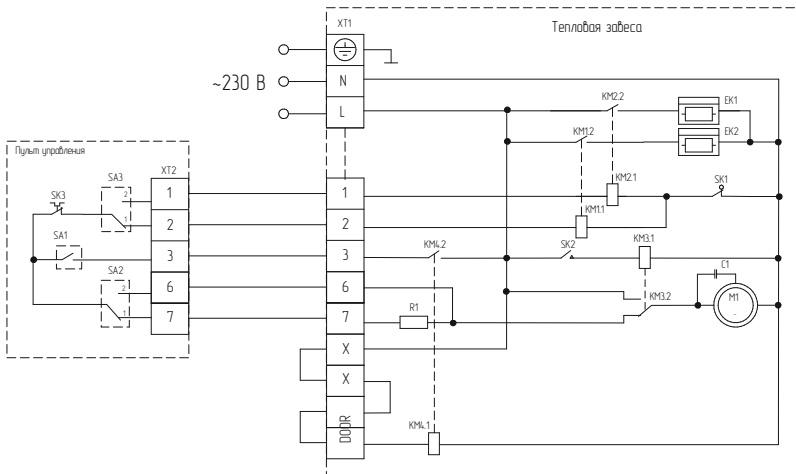 XT1
Тепловая завеса
N
~230 В
L
KM2.2
EK1
KM1.2
EK2
Пульт управления
XT2
SA3
SK3
2
1
1
1
KM2.1
SK1
2
2
KM1.1
SA1
3
3
KM4.2
SK2
KM3.1
SA2
2
6
6
C1
1
7
7
R1
KM3.2
M1
X
X
DOOR
KM4.1